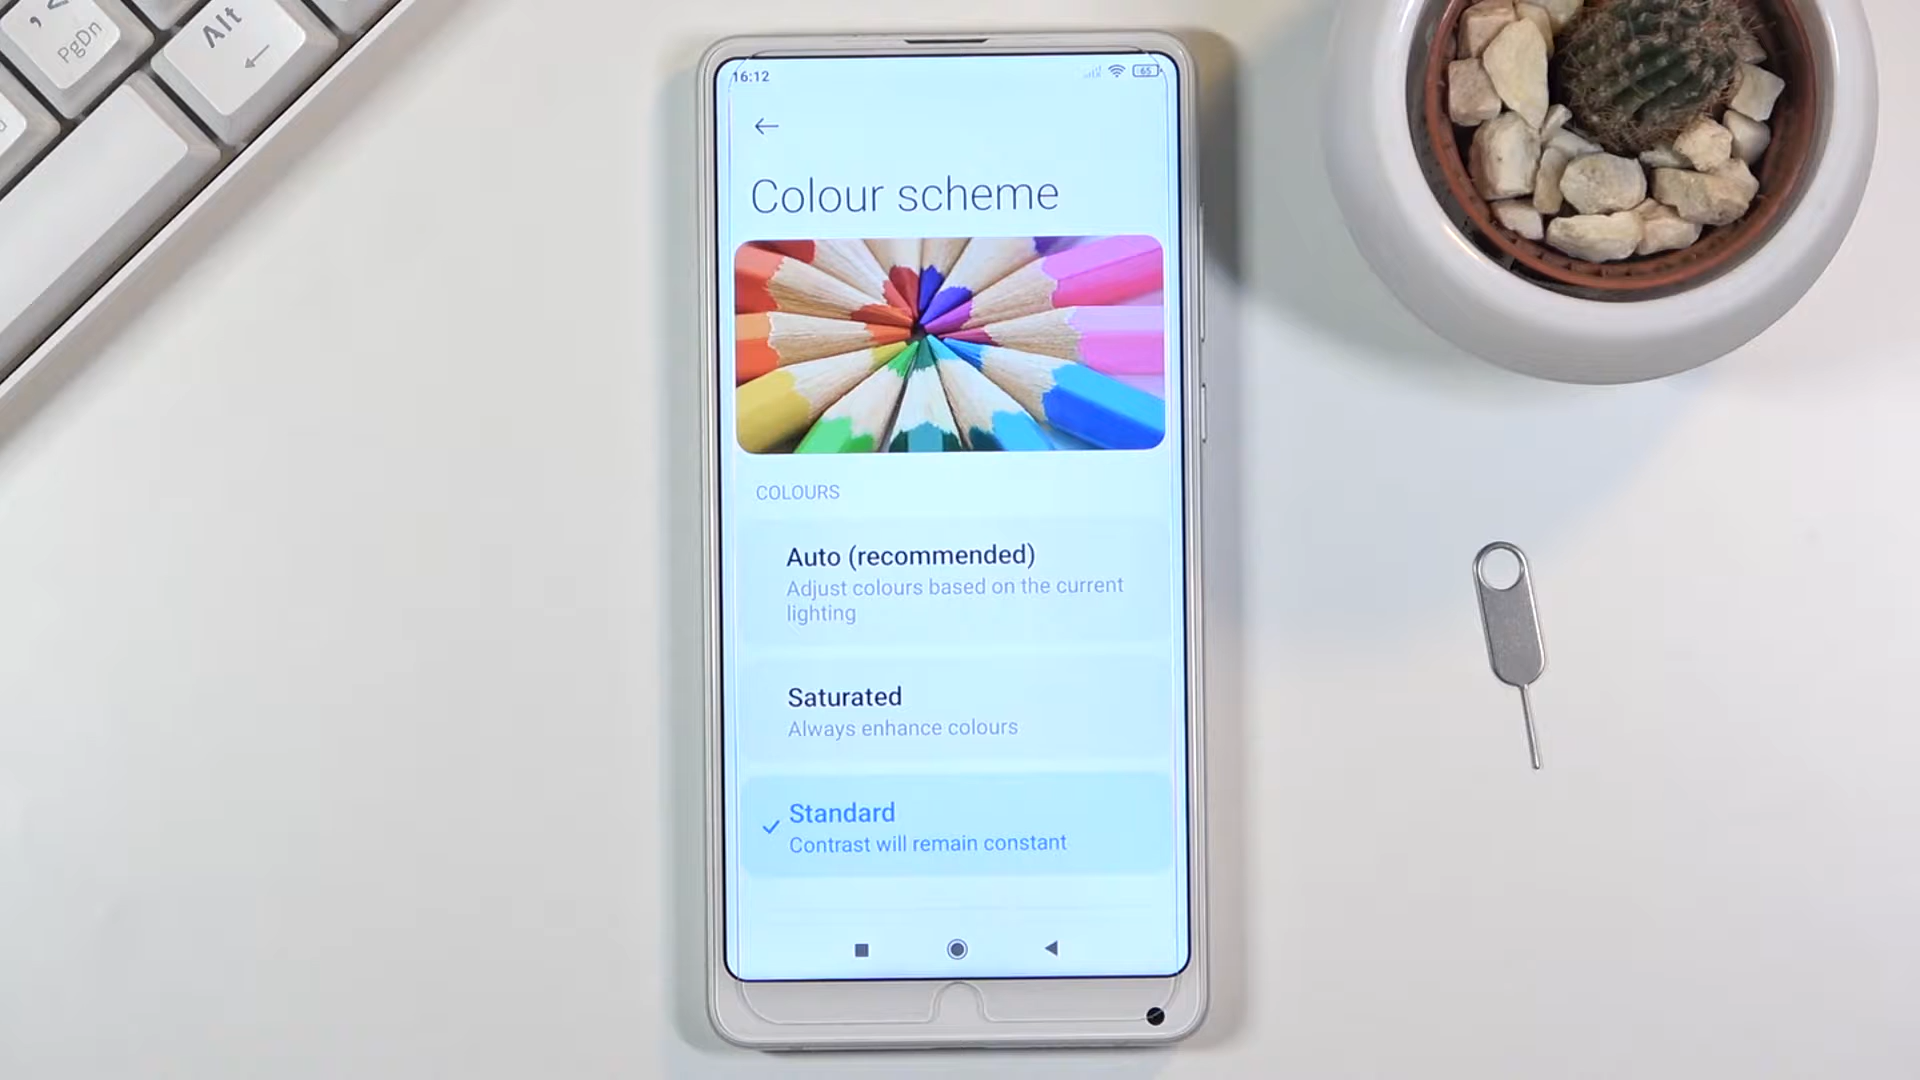 PgDn
Alt
16:12
65
Colour scheme
COLOURS
Auto (recommended)
Adjust colours based on the current
lighting
Saturated
Always enhance colours
Standard
Contrast will remain constant